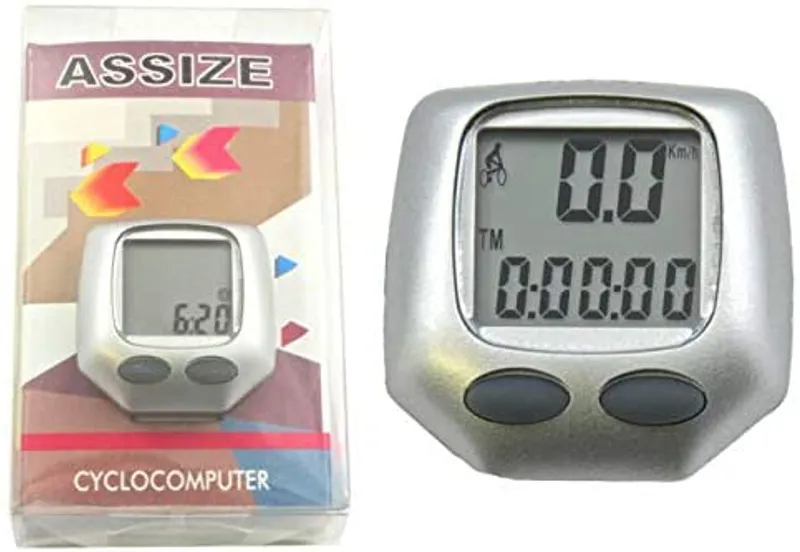 ASSIZE
6:20
CYCLOCOMPUTER
0.0 Km/h
TM
0:00:00